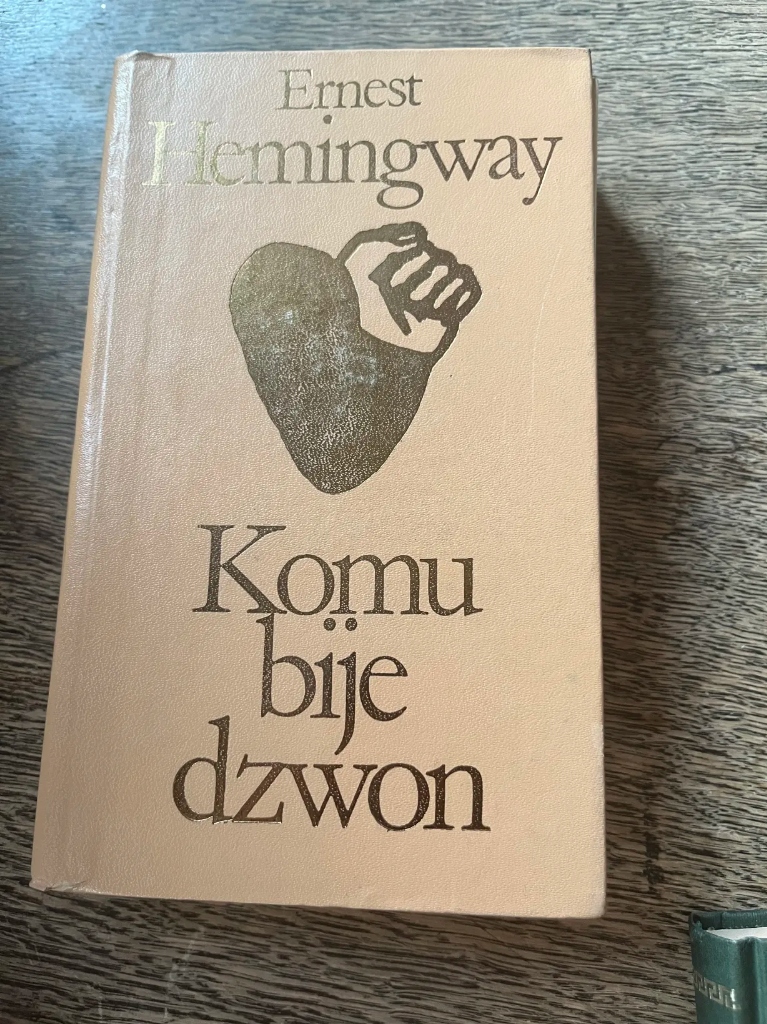 Ernest
Hemingway
Komu
bije
dzwon